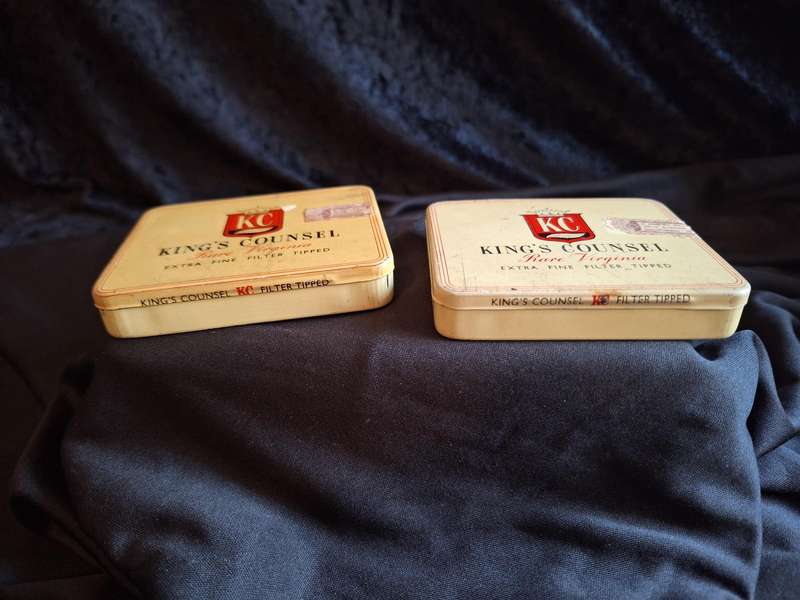 KC
KING'S COUNSEL
Rare Virginia
EXTRA FINE FILTER TIPPED
KING'S COUNSEL KC FILTER TIPPED
KC
KING'S COUNSEL
Rare Virginia
EXTRA FINE FILTER TIPPED
KING'S COUNSEL KC FILTER TIPPED